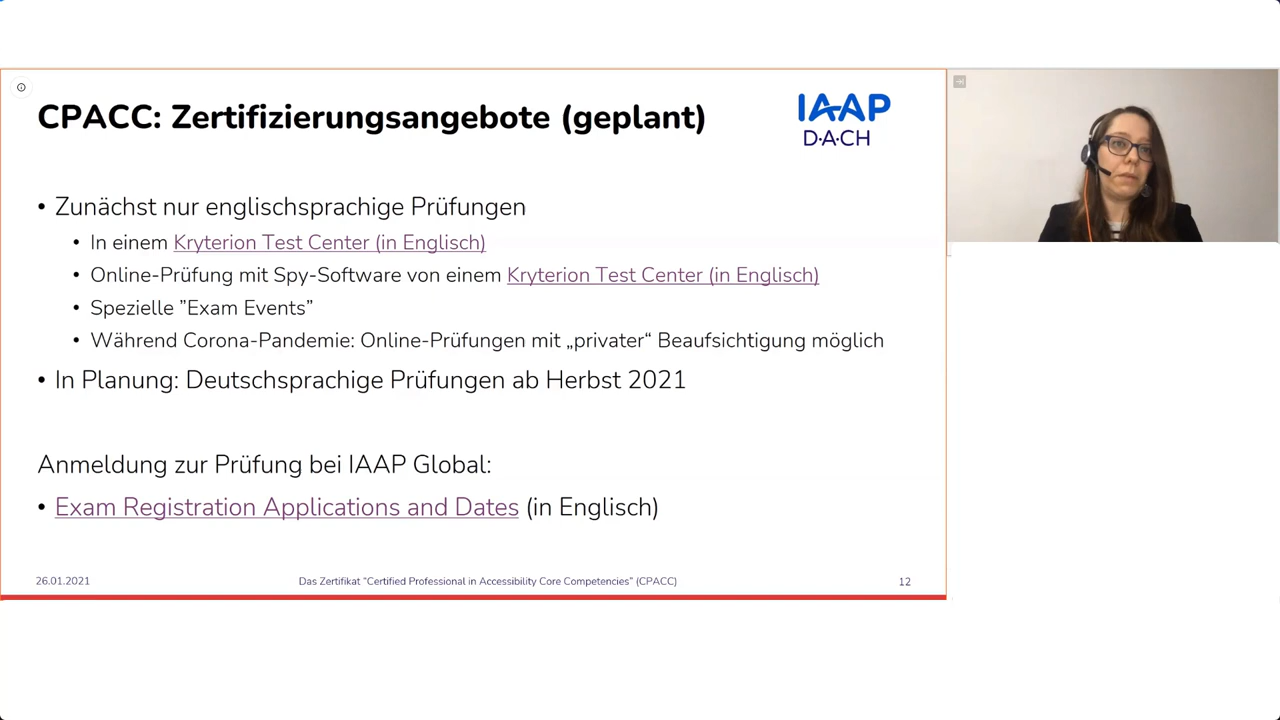 CPACC: Zertifizierungsangebote (geplant)
IAAP
D·A·CH
• Zunächst nur englischsprachige Prüfungen
• In einem Kryterion Test Center (in Englisch)
• Online-Prüfung mit Spy-Software von einem Kryterion Test Center (in Englisch)
• Spezielle ”Exam Events”
• Während Corona-Pandemie: Online-Prüfungen mit „privater“ Beaufsichtigung möglich
• In Planung: Deutschsprachige Prüfungen ab Herbst 2021
Anmeldung zur Prüfung bei IAAP Global:
• Exam Registration Applications and Dates (in Englisch)
26.01.2021
Das Zertifikat “Certified Professional in Accessibility Core Competencies” (CPACC)
12